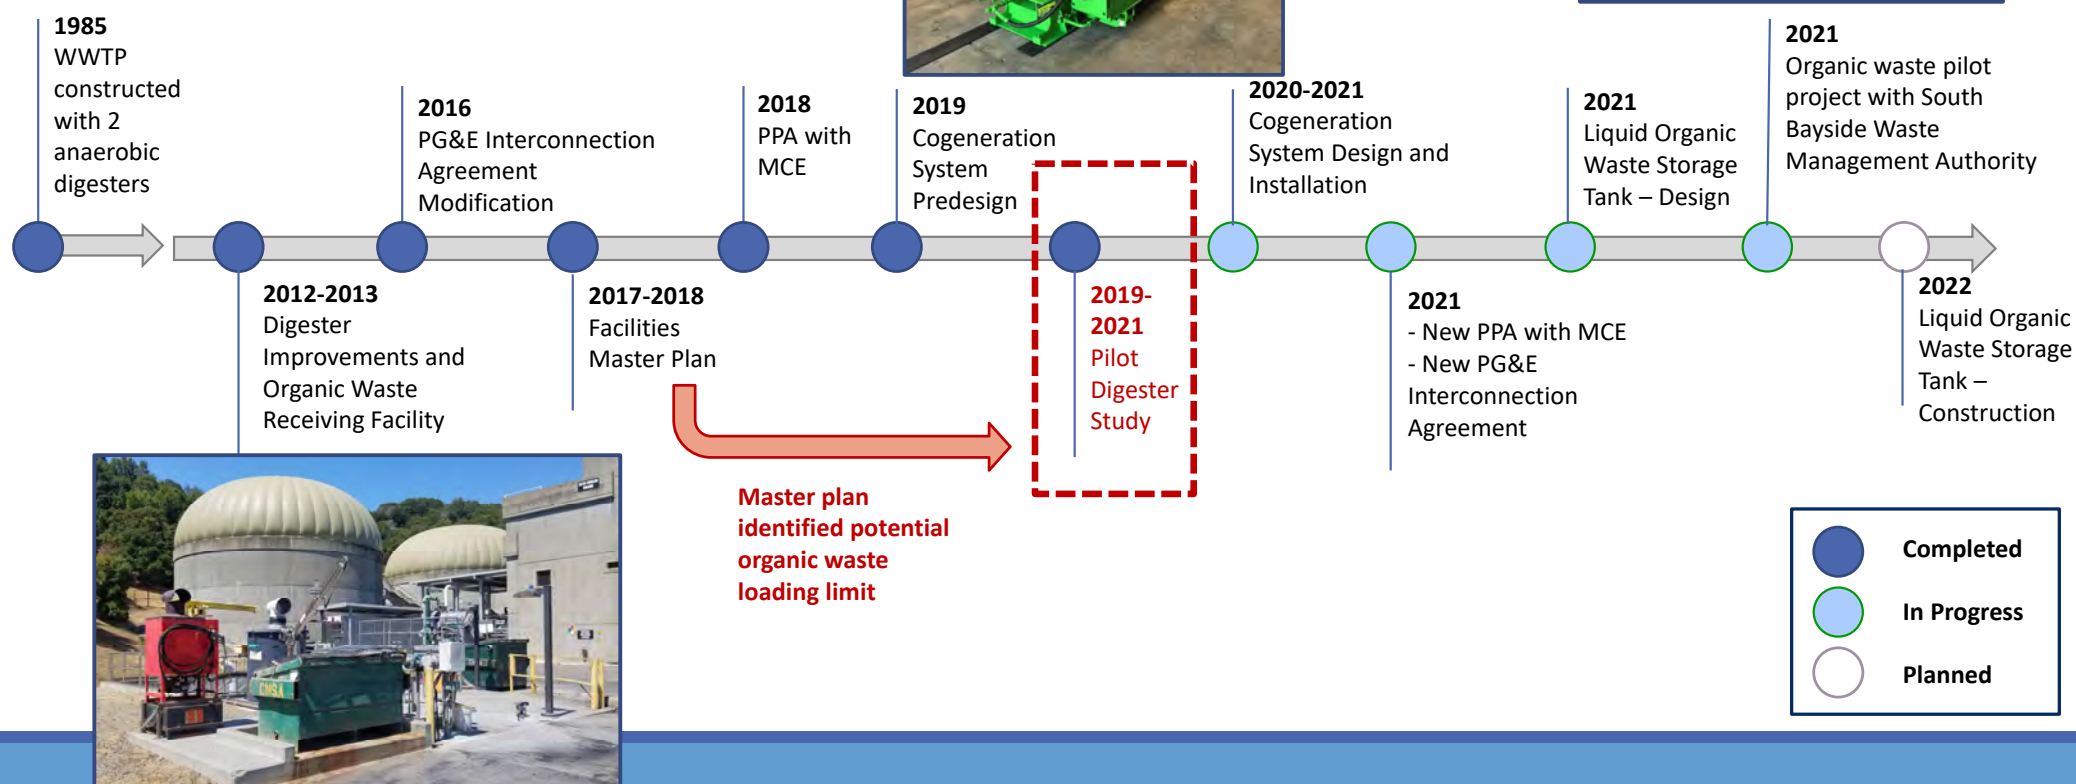 1985
WWTP
constructed
with 2
anaerobic
digesters
2012-2013
Digester
Improvements and
Organic Waste
Receiving Facility
2016
PG&E Interconnection
Agreement
Modification
2017-2018
Facilities
Master Plan
2018
PPA with
MCE
2019
Cogeneration
System
Predesign
2019-
2021
Pilot
Digester
Study
2020-2021
Cogeneration
System Design and
Installation
2021
- New PPA with MCE
- New PG&E
Interconnection
Agreement
2021
Liquid Organic
Waste Storage
Tank – Design
2021
Organic waste pilot
project with South
Bayside Waste
Management Authority
2022
Liquid Organic
Waste Storage
Tank –
Construction
Master plan
identified potential
organic waste
loading limit
CMSA
Completed
In Progress
Planned